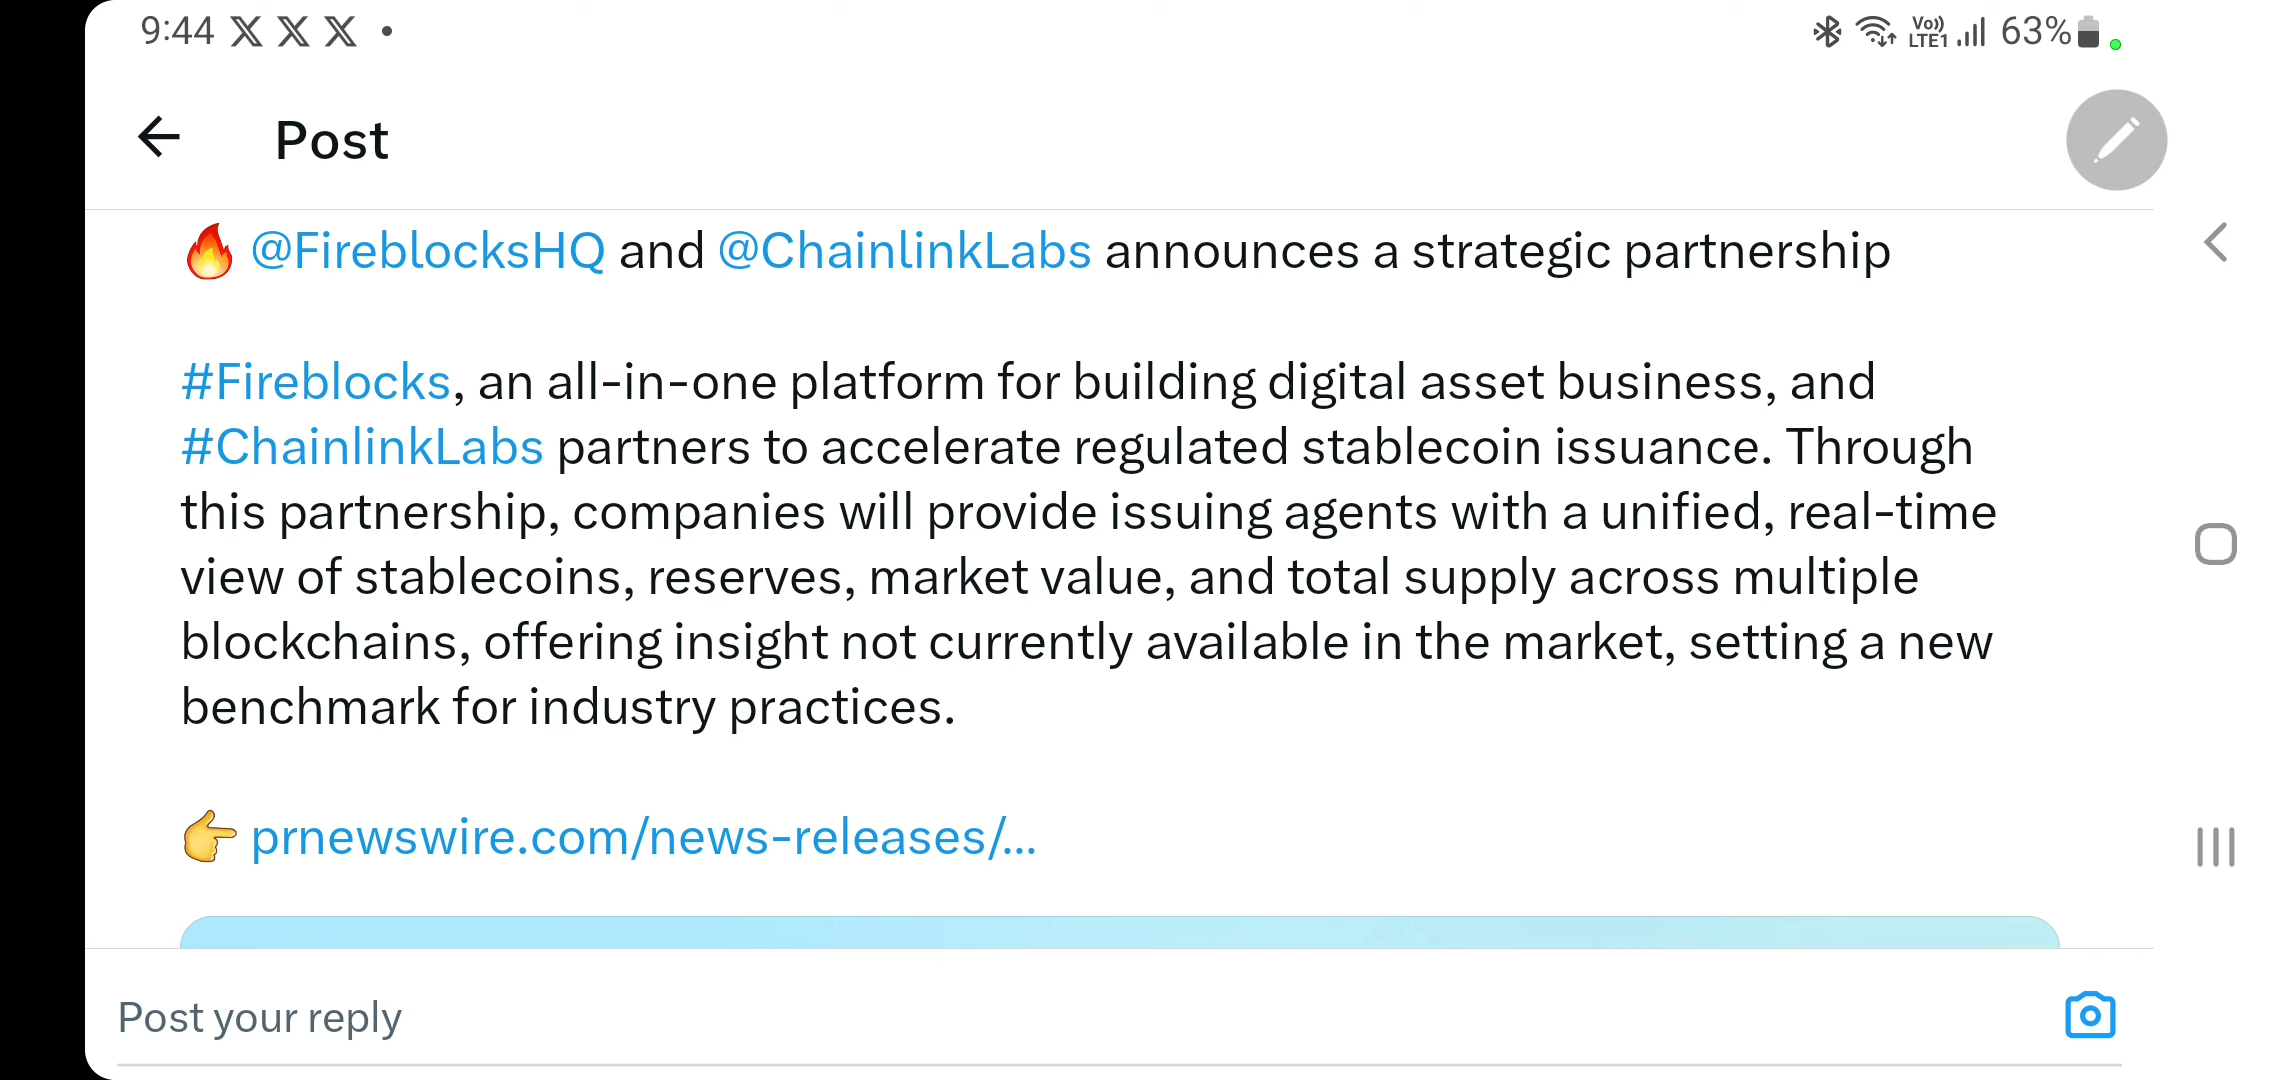 9:44
Vo))
LTE1
63%
Post
🔥 @FireblocksHQ and @ChainlinkLabs announces a strategic partnership
#Fireblocks, an all-in-one platform for building digital asset business, and
#ChainlinkLabs partners to accelerate regulated stablecoin issuance. Through
this partnership, companies will provide issuing agents with a unified, real-time
view of stablecoins, reserves, market value, and total supply across multiple
blockchains, offering insight not currently available in the market, setting a new
benchmark for industry practices.
👉 prnewswire.com/news-releases/…
Post your reply